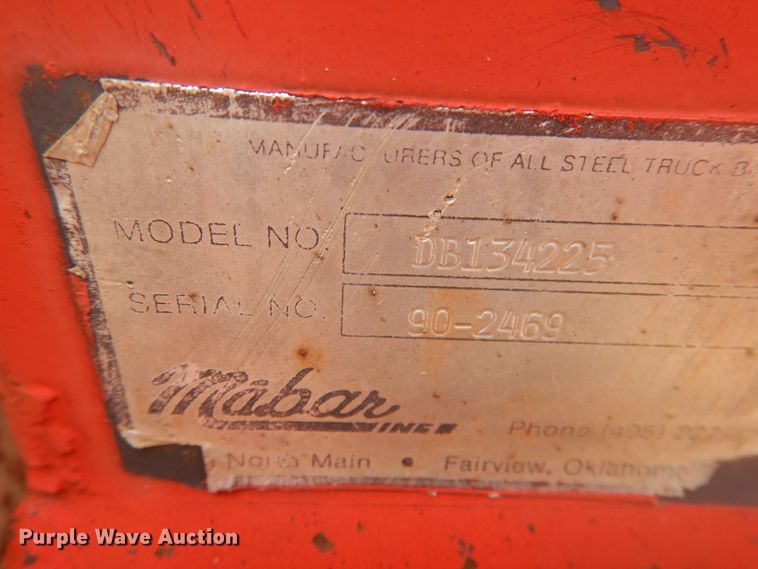 MANUFACTURERS OF ALL STEEL TRUCK
MODEL NO. DB134225
SERIAL NO. 90-2469
Mabar INC
Phone (405)
North Main • Fairview, Oklahoma
Purple Wave Auction